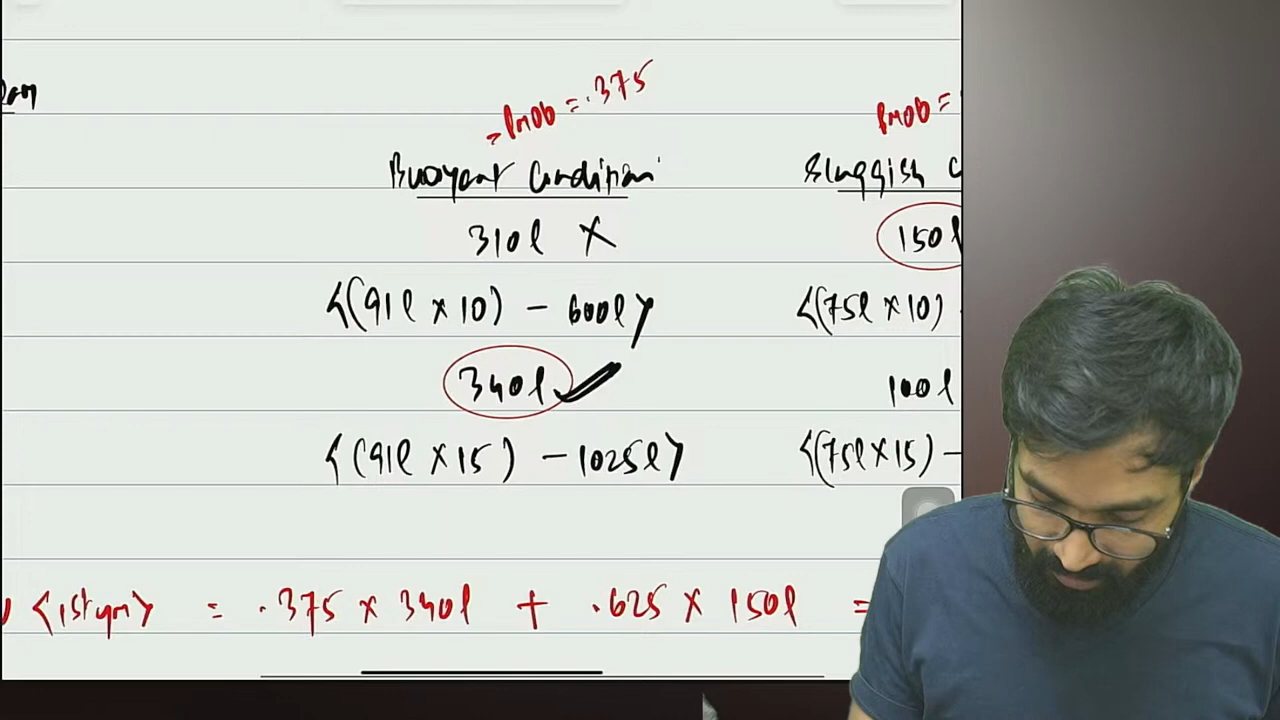 = Prob = .375 Prob =
Buoyant Condition Sluggish C
310l X 150l
<(91l × 10) - 600l> <(75l × 10)
340l ✓ 100l
<(91l × 15) - 1025l> <(75l × 15) -
<1st yr> = .375 × 340l + .625 × 150l =